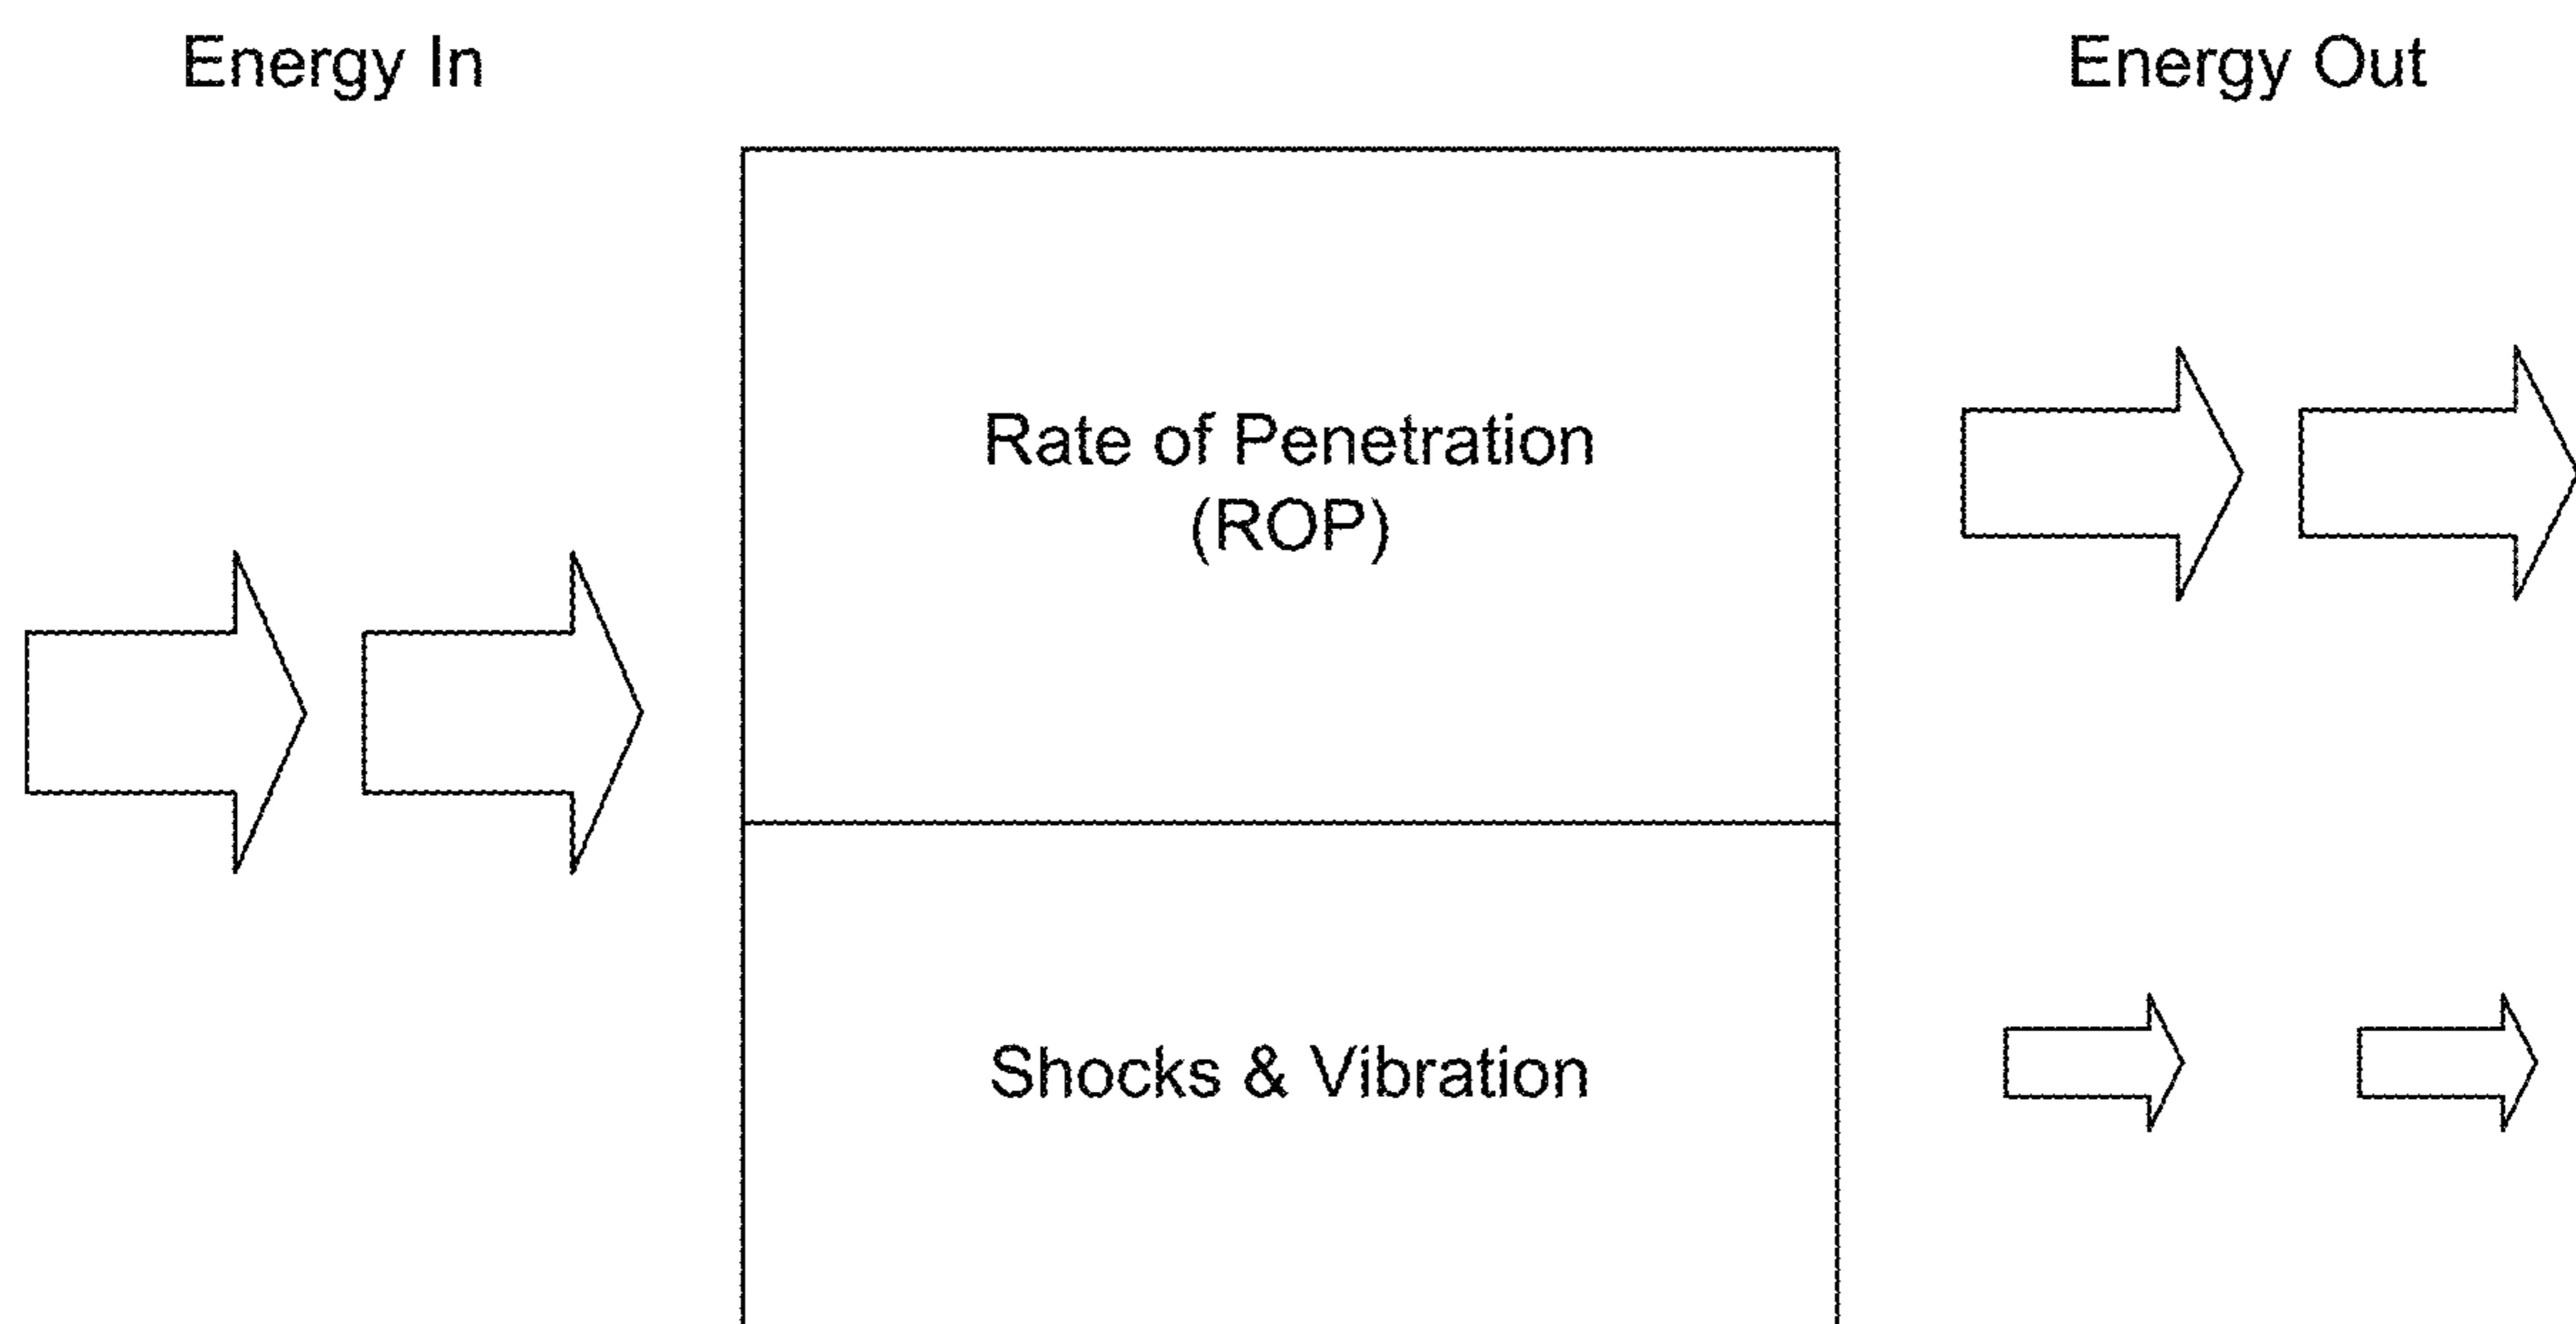 Energy In
Energy Out
Rate of Penetration
(ROP)
Shocks & Vibration